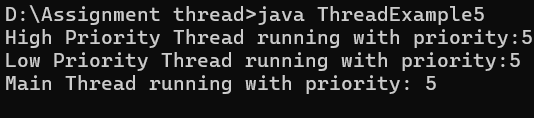 D:\Assignment thread>java ThreadExample5
High Priority Thread running with priority:5
Low Priority Thread running with priority:5
Main Thread running with priority: 5